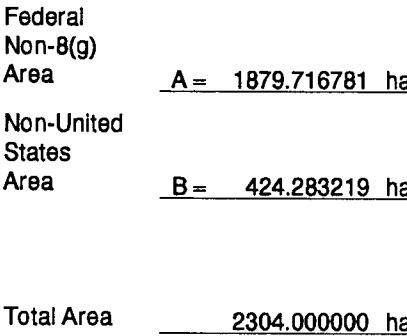 Federal
Non-8(g)
Area A = 1879.716781 ha
Non-United
States
Area B = 424.283219 ha
Total Area 2304.000000 ha